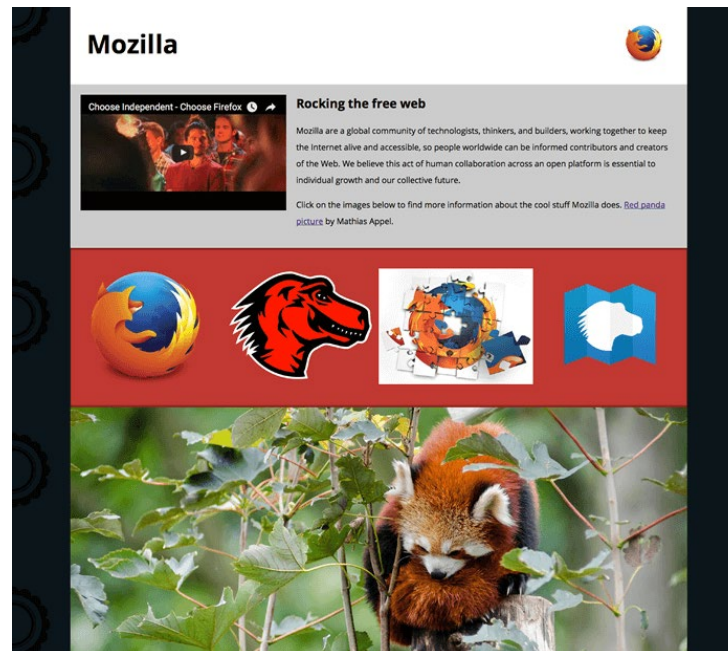 Mozilla
Choose Independent - Choose Firefox
Rocking the free web
Mozilla are a global community of technologists, thinkers, and builders, working together to keep
the Internet alive and accessible, so people worldwide can be informed contributors and creators
of the Web. We believe this act of human collaboration across an open platform is essential to
individual growth and our collective future.
Click on the images below to find more information about the cool stuff Mozilla does. Red panda
picture by Mathias Appel.